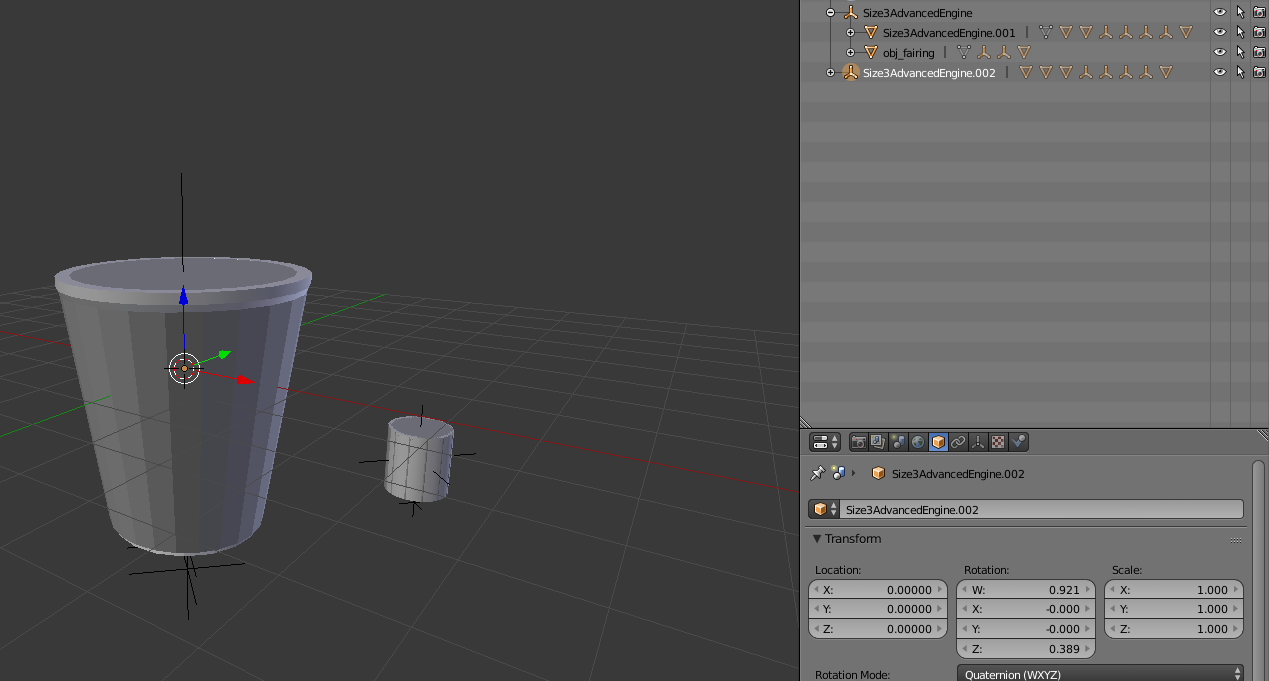 Size3AdvancedEngine
Size3AdvancedEngine.001
obj_fairing
Size3AdvancedEngine.002
Size3AdvancedEngine.002
Size3AdvancedEngine.002
Transform
Location: Rotation: Scale:
X: 0.00000 W: 0.921 X: 1.000
Y: 0.00000 X: -0.000 Y: 1.000
Z: 0.00000 Y: -0.000 Z: 1.000
Z: 0.389
Rotation Mode: Quaternion (WXYZ)